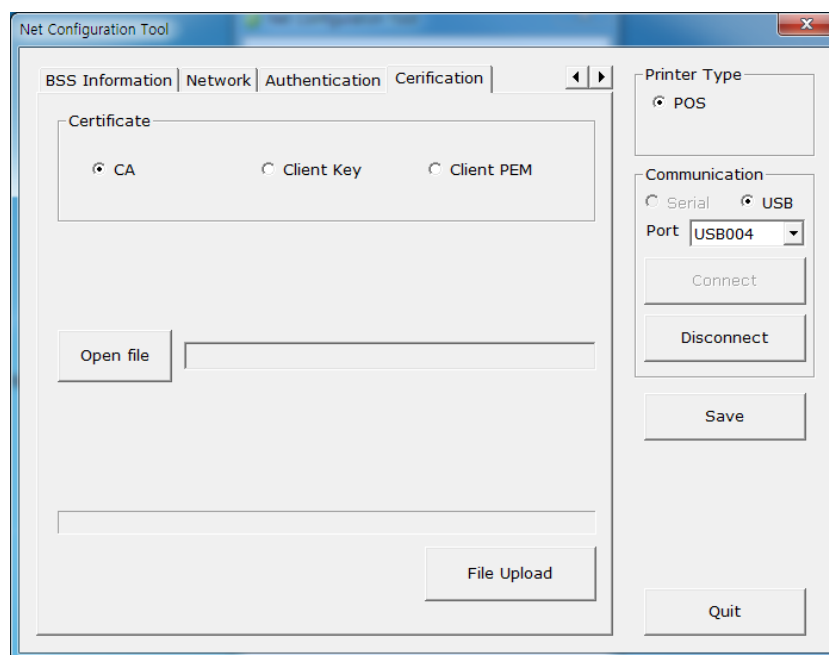 Net Configuration Tool
BSS Information Network Authentication Cerification
Certificate
CA Client Key Client PEM
Open file
File Upload
Printer Type
POS
Communication
Serial USB
Port USB004
Connect
Disconnect
Save
Quit